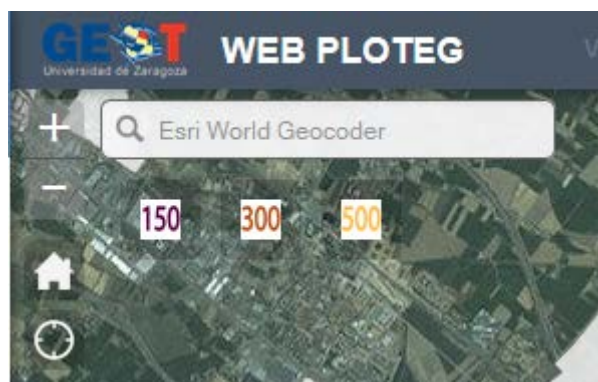 GEOT
Universidad de Zaragoza
WEB PLOTEG
V
+
Esri World Geocoder
−
150 300 500